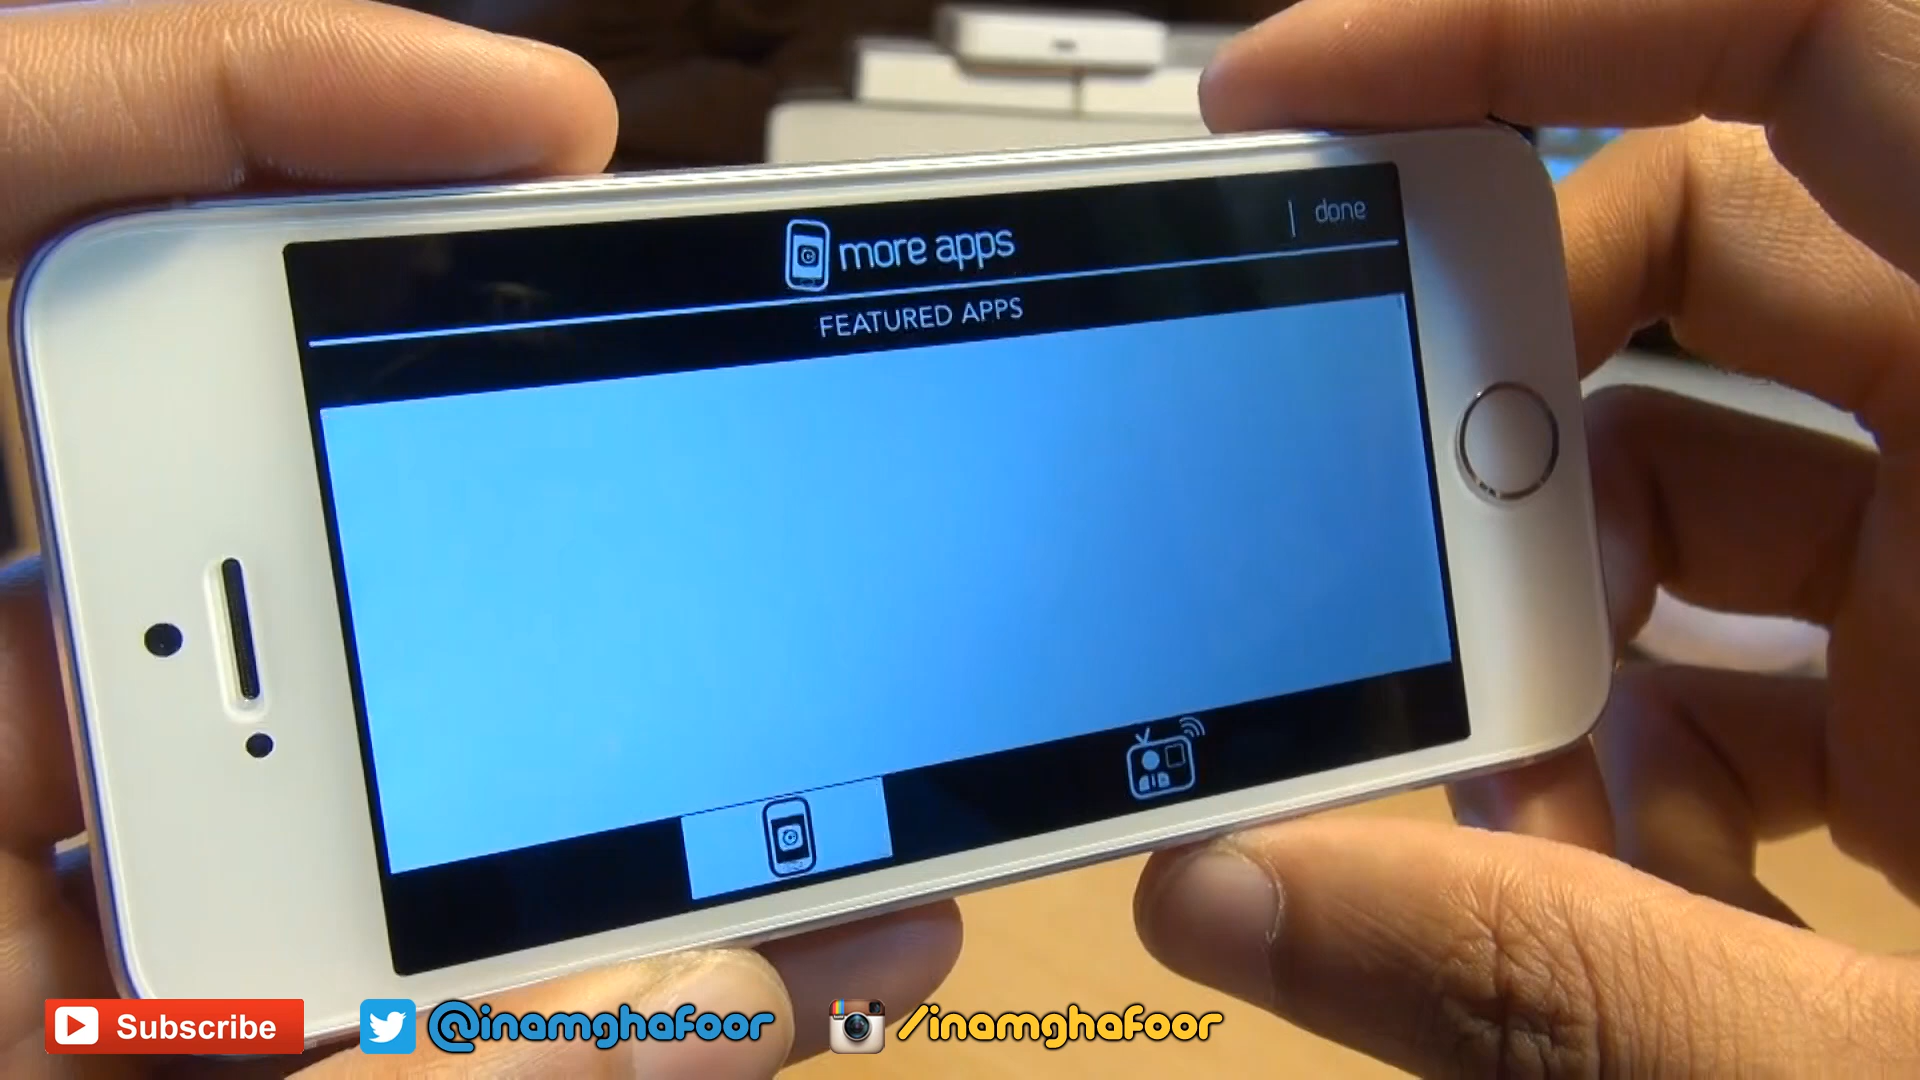 done
more apps
FEATURED APPS
Subscribe
@inamghafoor
/inamghafoor